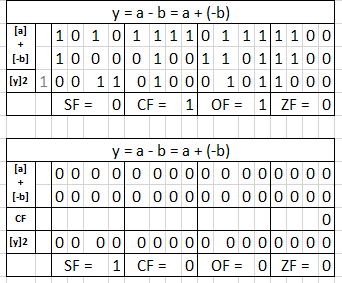 y = a - b = a + (-b)
[a] 1 0 1 0 1 1 1 1 0 1 1 1 1 1 0 0
+
[-b] 1 0 0 0 0 1 0 0 1 1 0 1 1 1 0 0
[y]2 1 0 0 1 1 0 1 0 0 0 1 0 1 1 0 0 0
SF = 0 CF = 1 OF = 1 ZF = 0
y = a - b = a + (-b)
[a] 0 0 0 0 0 0 0 0 0 0 0 0 0 0 0 0
+
[-b] 0 0 0 0 0 0 0 0 0 0 0 0 0 0 0 0
CF 0
[y]2 0 0 0 0 0 0 0 0 0 0 0 0 0 0 0 0
SF = 1 CF = 0 OF = 0 ZF = 0